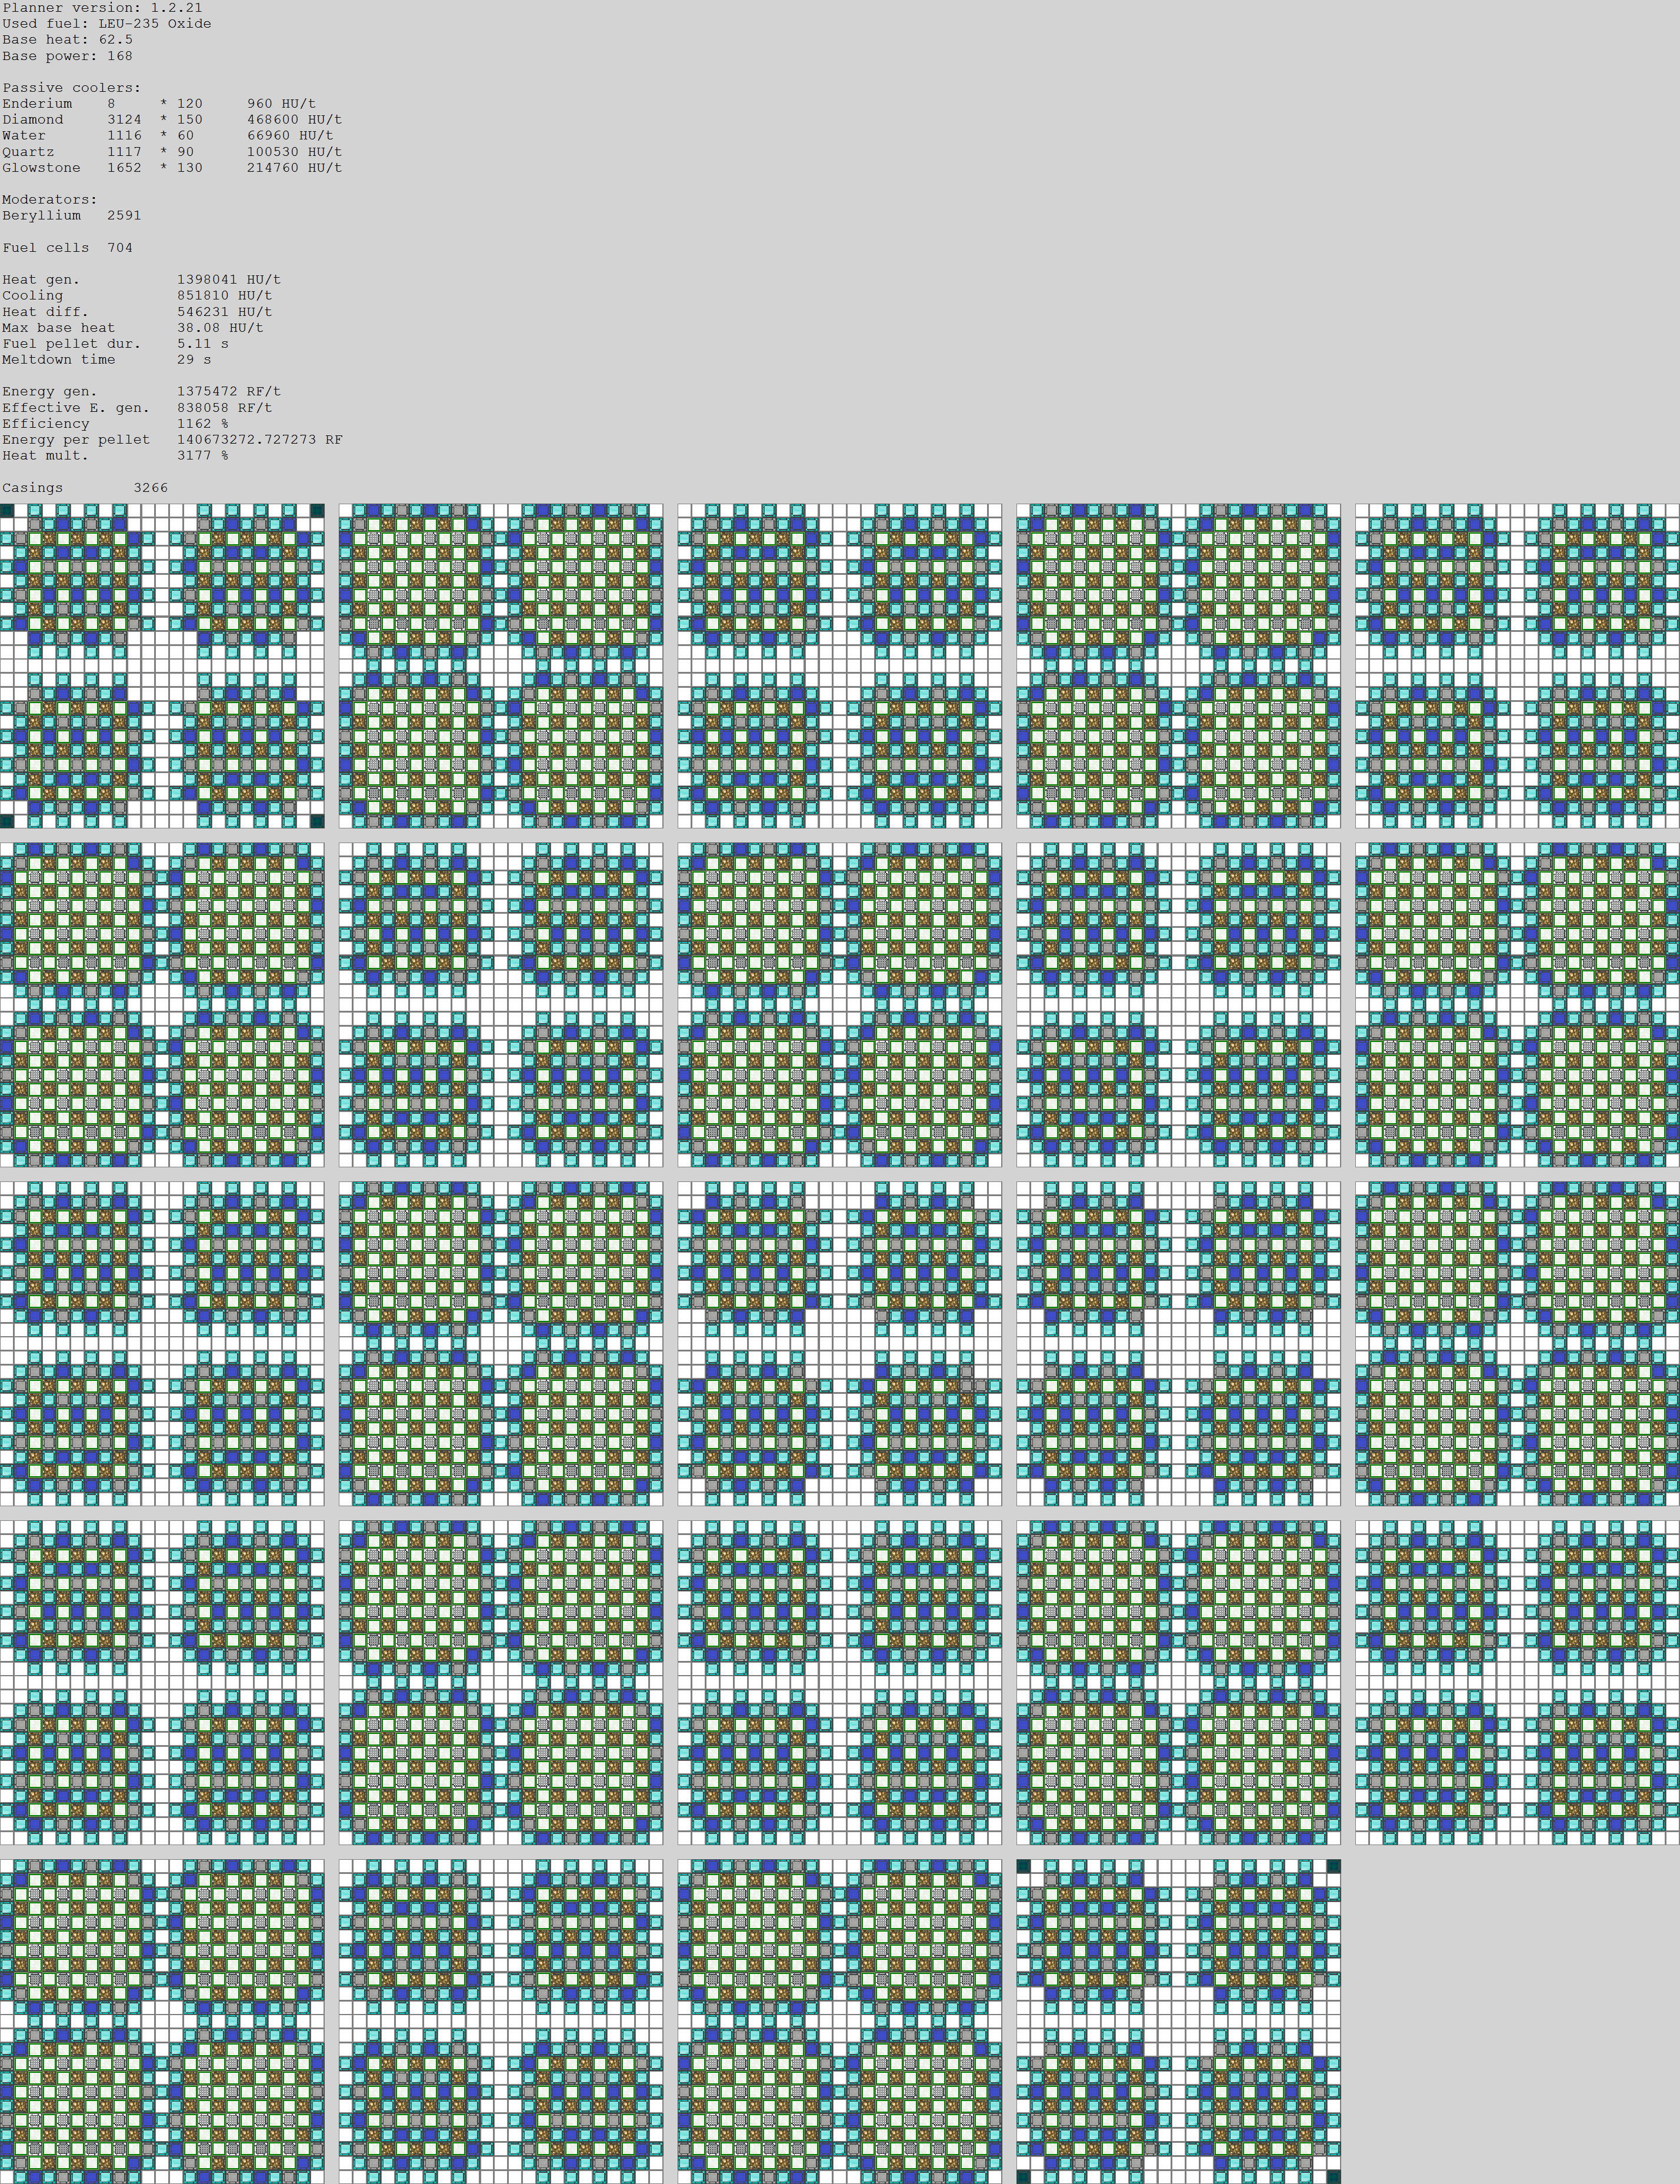 Planner version: 1.2.21
Used fuel: LEU-235 Oxide
Base heat: 62.5
Base power: 168
Passive coolers:
Enderium 8 * 120 960 HU/t
Diamond 3124 * 150 468600 HU/t
Water 1116 * 60 66960 HU/t
Quartz 1117 * 90 100530 HU/t
Glowstone 1652 * 130 214760 HU/t
Moderators:
Beryllium 2591
Fuel cells 704
Heat gen. 1398041 HU/t
Cooling 851810 HU/t
Heat diff. 546231 HU/t
Max base heat 38.08 HU/t
Fuel pellet dur. 5.11 s
Meltdown time 29 s
Energy gen. 1375472 RF/t
Effective E. gen. 838058 RF/t
Efficiency 1162 %
Energy per pellet 140673272.727273 RF
Heat mult. 3177 %
Casings 3266